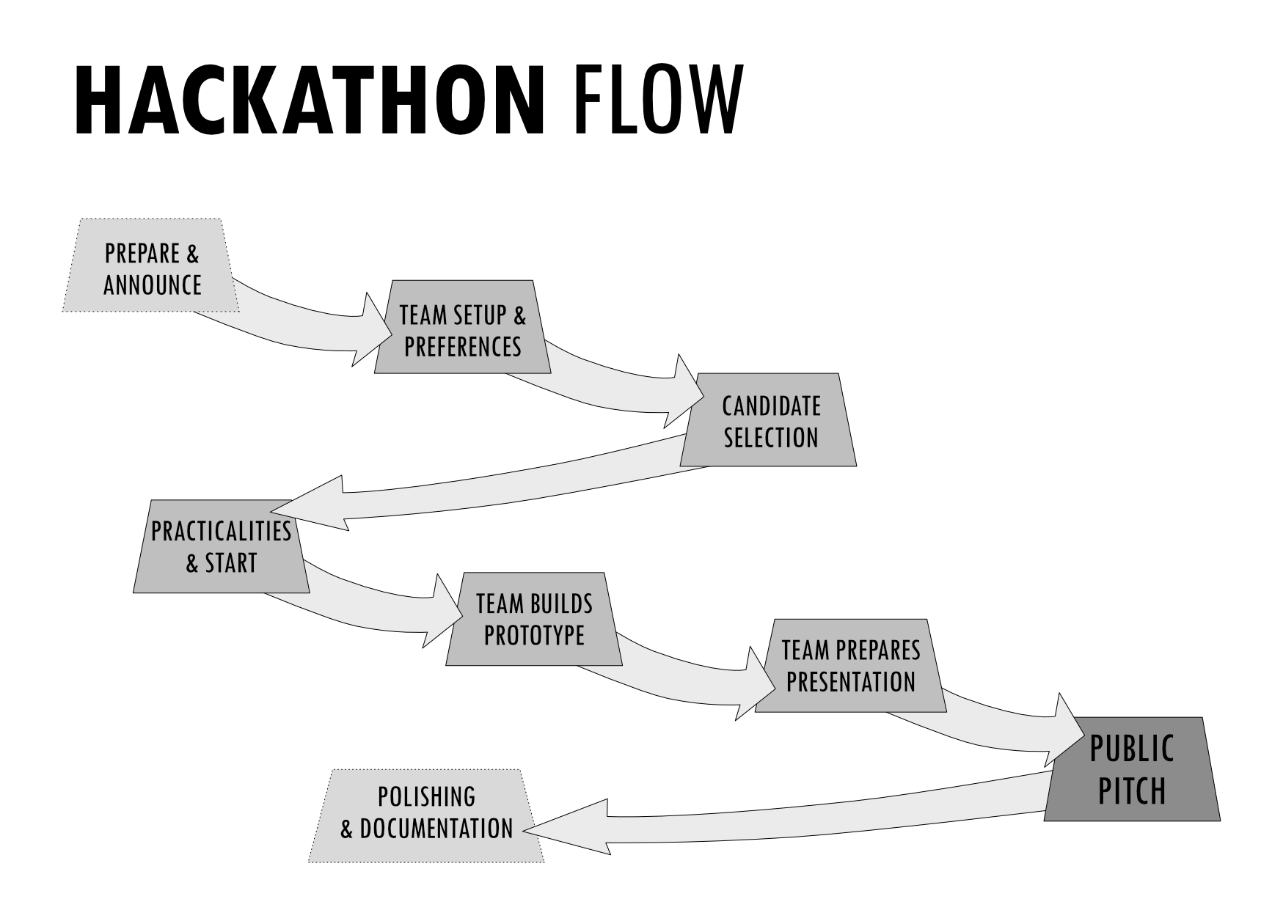 HACKATHON FLOW
PREPARE &
ANNOUNCE
TEAM SETUP &
PREFERENCES
CANDIDATE
SELECTION
PRACTICALITIES
& START
TEAM BUILDS
PROTOTYPE
TEAM PREPARES
PRESENTATION
PUBLIC
PITCH
POLISHING
& DOCUMENTATION